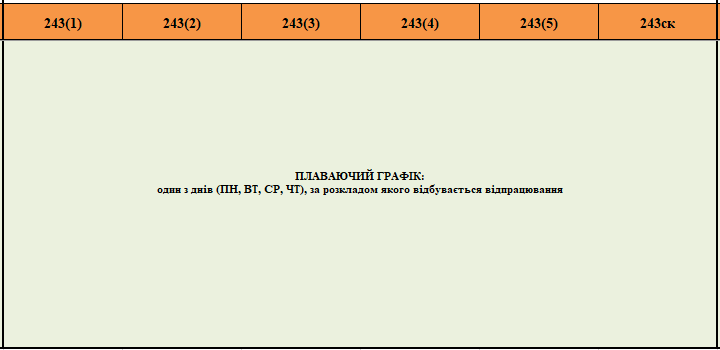 243(1) 243(2) 243(3) 243(4) 243(5) 243ск
ПЛАВАЮЧИЙ ГРАФІК:
один з днів (ПН, ВТ, СР, ЧТ), за розкладом якого відбувається відпрацювання